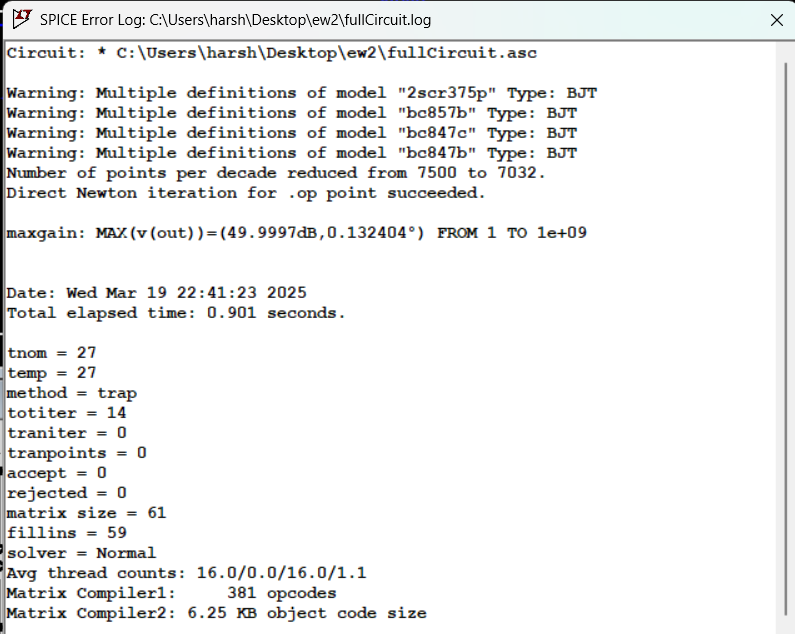 SPICE Error Log: C:\Users\harsh\Desktop\ew2\fullCircuit.log
Circuit: * C:\Users\harsh\Desktop\ew2\fullCircuit.asc
Warning: Multiple definitions of model "2scr375p" Type: BJT
Warning: Multiple definitions of model "bc857b" Type: BJT
Warning: Multiple definitions of model "bc847c" Type: BJT
Warning: Multiple definitions of model "bc847b" Type: BJT
Number of points per decade reduced from 7500 to 7032.
Direct Newton iteration for .op point succeeded.
maxgain: MAX(v(out))=(49.9997dB,0.132404°) FROM 1 TO 1e+09
Date: Wed Mar 19 22:41:23 2025
Total elapsed time: 0.901 seconds.
tnom = 27
temp = 27
method = trap
totiter = 14
traniter = 0
tranpoints = 0
accept = 0
rejected = 0
matrix size = 61
fillins = 59
solver = Normal
Avg thread counts: 16.0/0.0/16.0/1.1
Matrix Compiler1:     381 opcodes
Matrix Compiler2: 6.25 KB object code size